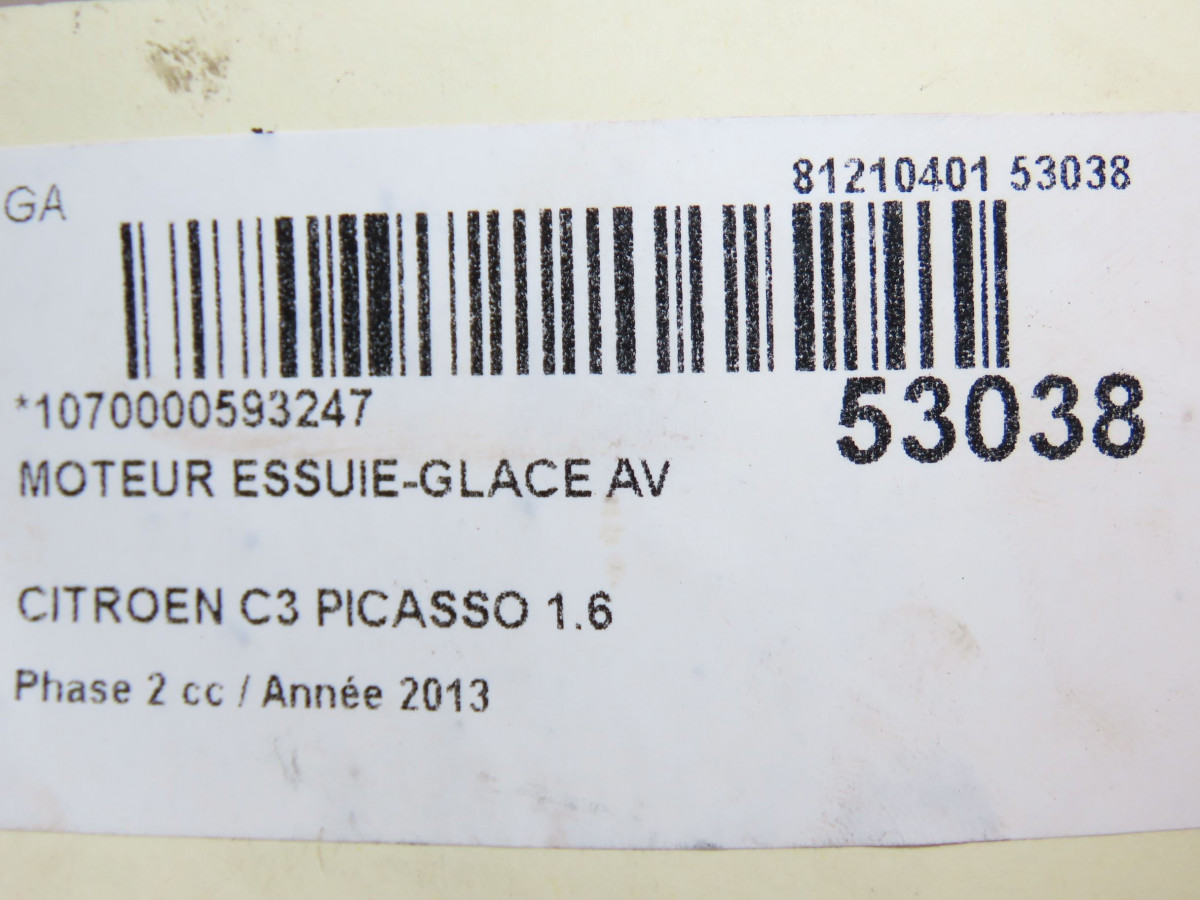 81210401 53038
GA
*1070000593247
53038
MOTEUR ESSUIE-GLACE AV
CITROEN C3 PICASSO 1.6
Phase 2 cc / Année 2013